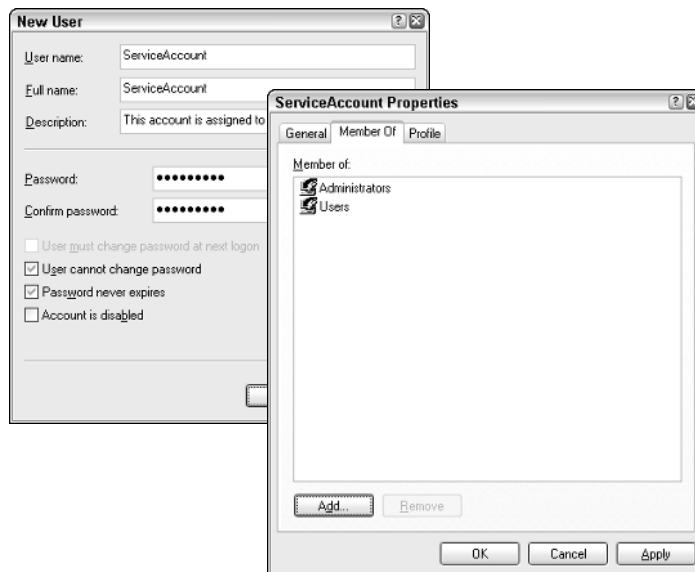 New User
User name: ServiceAccount
Full name: ServiceAccount
Description: This account is assigned to
Password: •••••••••
Confirm password: •••••••••
User must change password at next logon
User cannot change password
Password never expires
Account is disabled
ServiceAccount Properties
General Member Of Profile
Member of:
Administrators
Users
Add... Remove
OK Cancel Apply